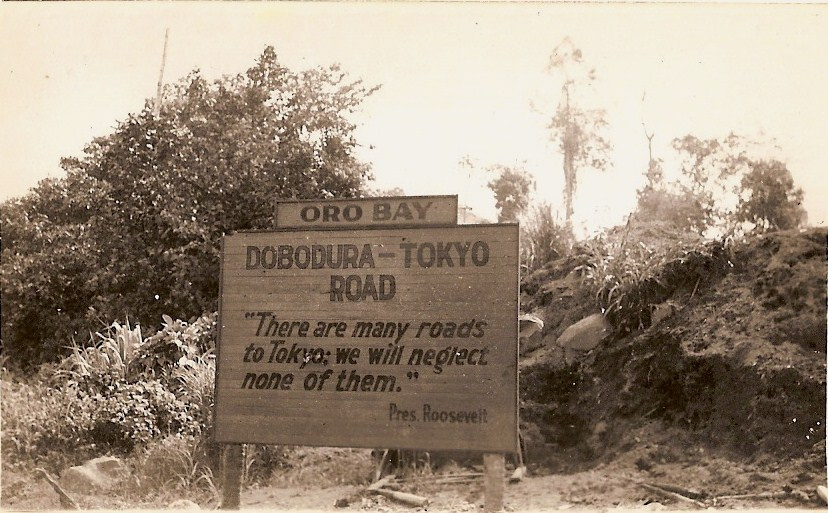 ORO BAY
DOBODURA-TOKYO
ROAD
"There are many roads
to Tokyo; we will neglect
none of them."
Pres. Roosevelt